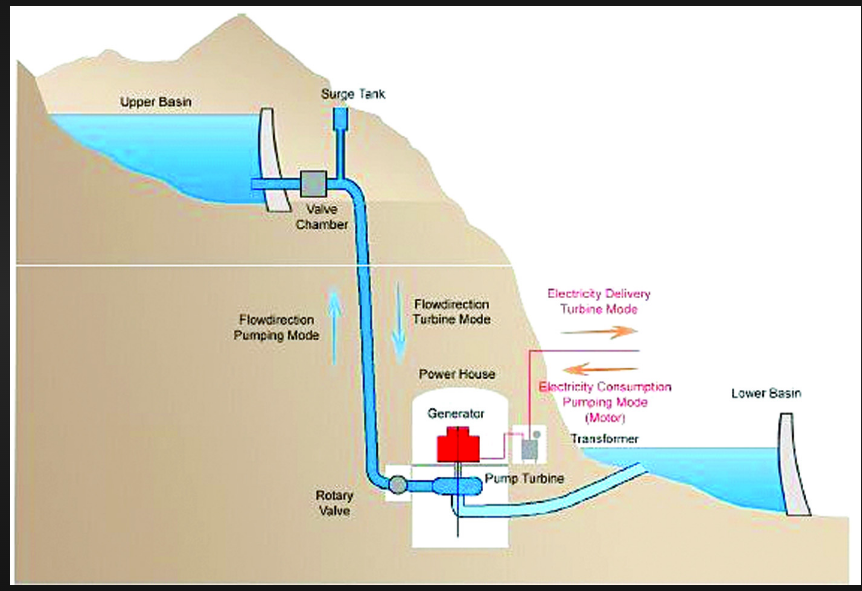 Upper Basin
Surge Tank
Valve
Chamber
Flowdirection
Pumping Mode
Flowdirection
Turbine Mode
Electricity Delivery
Turbine Mode
Electricity Consumption
Pumping Mode
(Motor)
Power House
Generator
Transformer
Lower Basin
Pump Turbine
Rotary
Valve